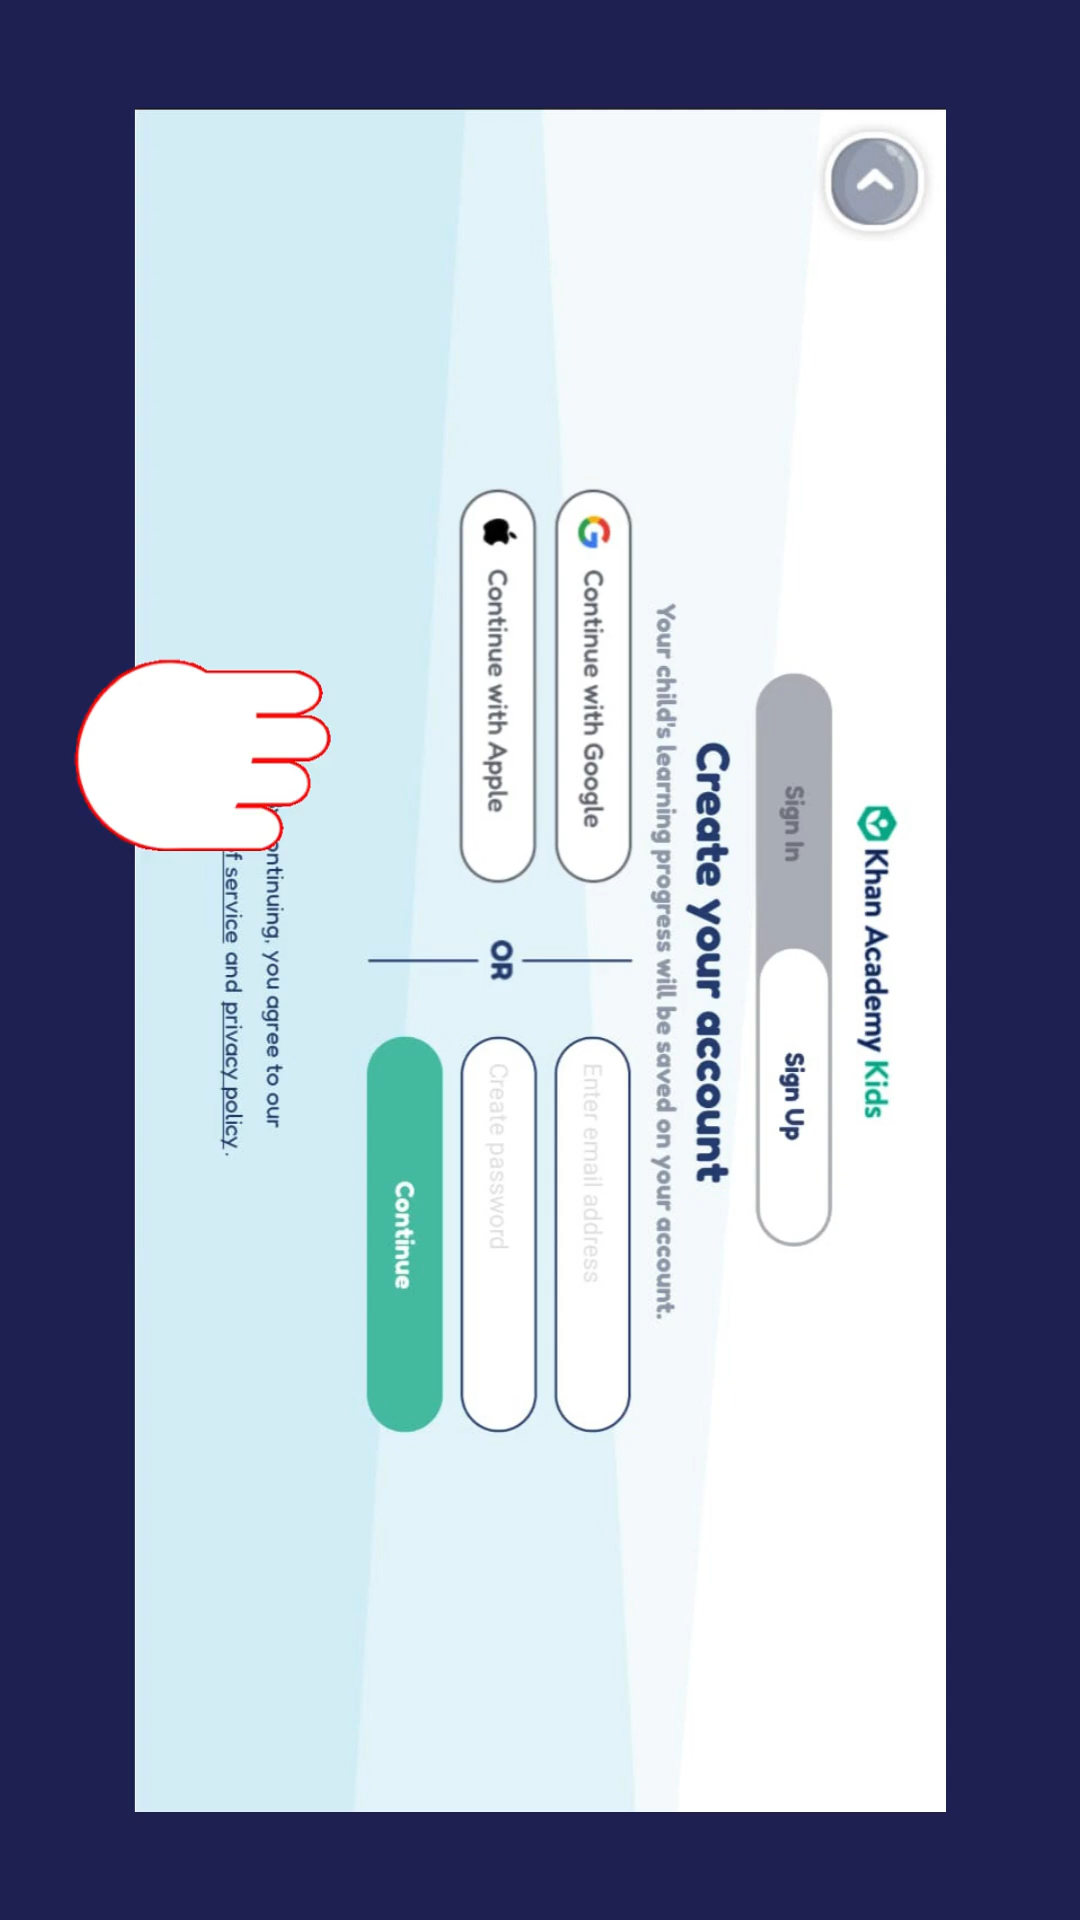 Khan Academy Kids
Sign In
Sign Up
Create your account
Your child's learning progress will be saved on your account.
Continue with Google
Continue with Apple
OR
Enter email address
Create password
Continue
you agree to our
service and privacy policy.